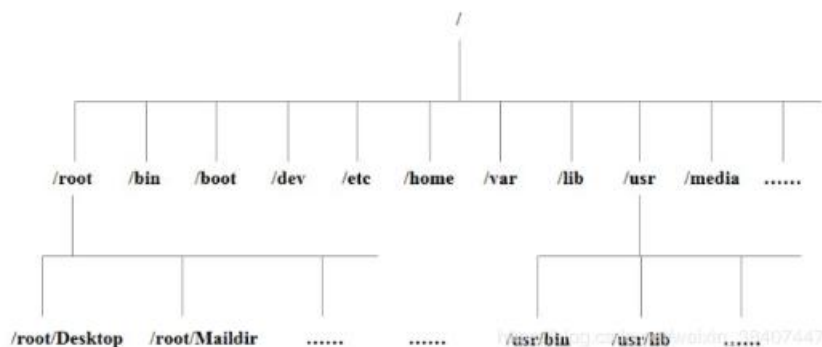 /
/root /bin /boot /dev /etc /home /var /lib /usr /media ……
/root/Desktop /root/Maildir …… …… /usr/bin /usr/lib ……